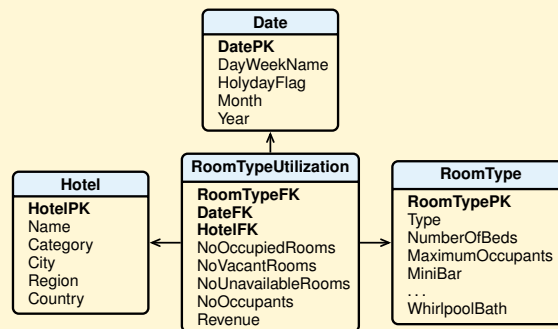 Date
DatePK
DayWeekName
HolydayFlag
Month
Year
Hotel
HotelPK
Name
Category
City
Region
Country
RoomTypeUtilization
RoomTypeFK
DateFK
HotelFK
NoOccupiedRooms
NoVacantRooms
NoUnavailableRooms
NoOccupants
Revenue
RoomType
RoomTypePK
Type
NumberOfBeds
MaximumOccupants
MiniBar
...
WhirlpoolBath